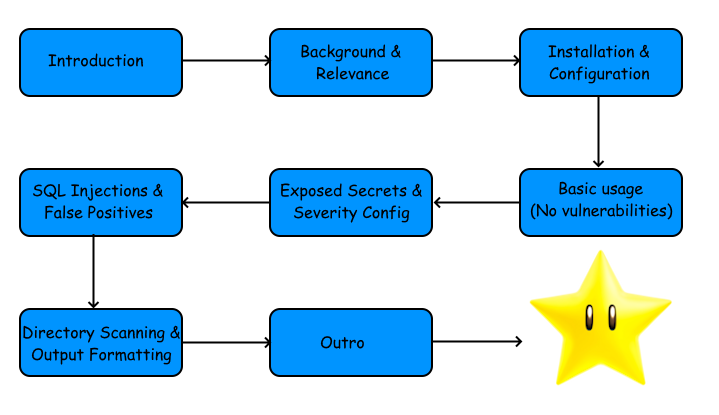 Introduction
Background &
Relevance
Installation &
Configuration
Basic usage
(No vulnerabilities)
Exposed Secrets &
Severity Config
SQL Injections &
False Positives
Directory Scanning &
Output Formatting
Outro